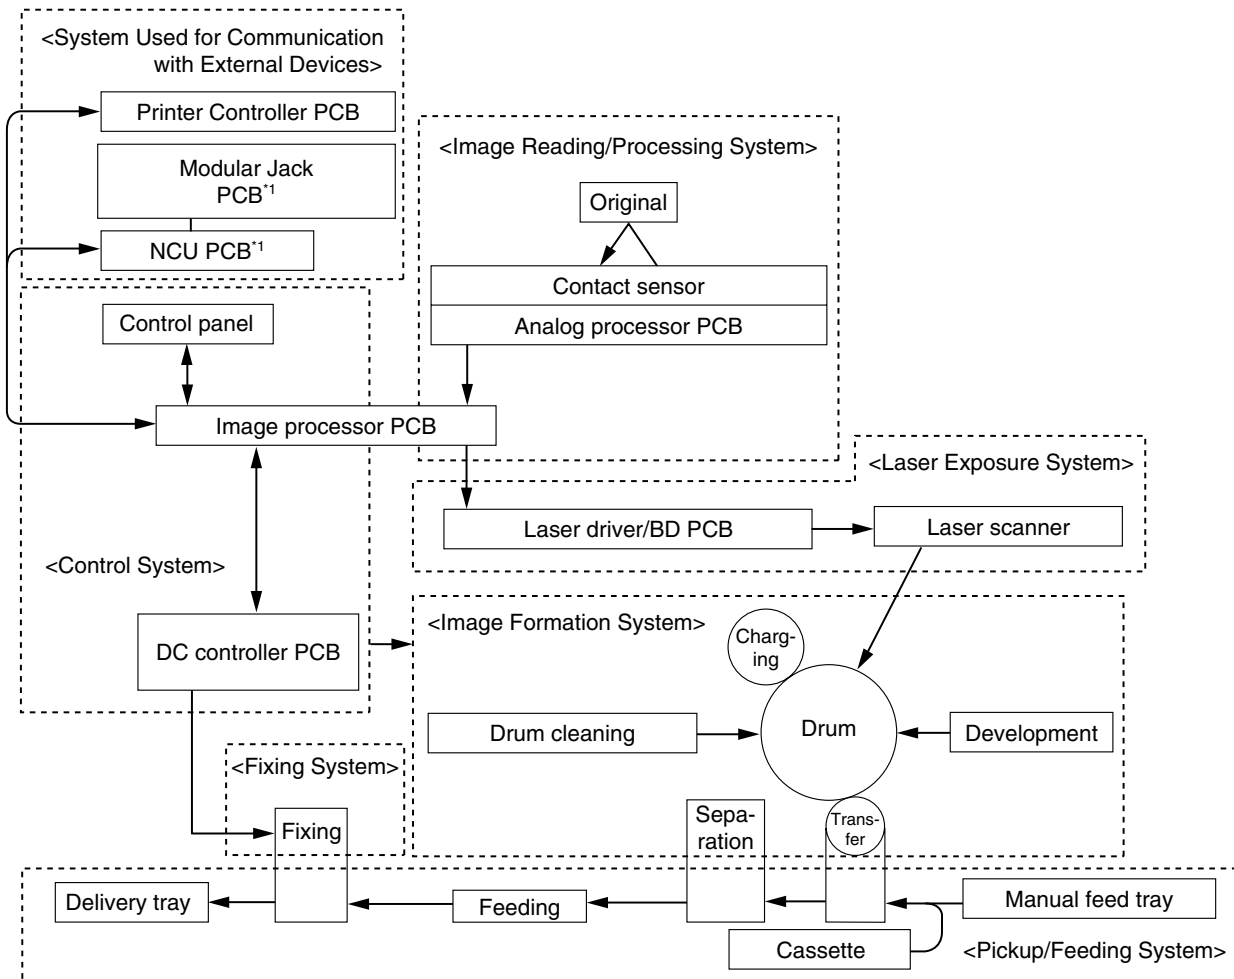 <System Used for Communication
with External Devices>
Printer Controller PCB
Modular Jack
PCB*1
NCU PCB*1
<Image Reading/Processing System>
Original
Contact sensor
Analog processor PCB
Control panel
Image processor PCB
<Laser Exposure System>
Laser driver/BD PCB
Laser scanner
<Control System>
DC controller PCB
<Image Formation System>
Charg-
ing
Drum cleaning
Drum
Development
<Fixing System>
Fixing
Sepa-
ration
Trans-
fer
Delivery tray
Feeding
Manual feed tray
Cassette
<Pickup/Feeding System>